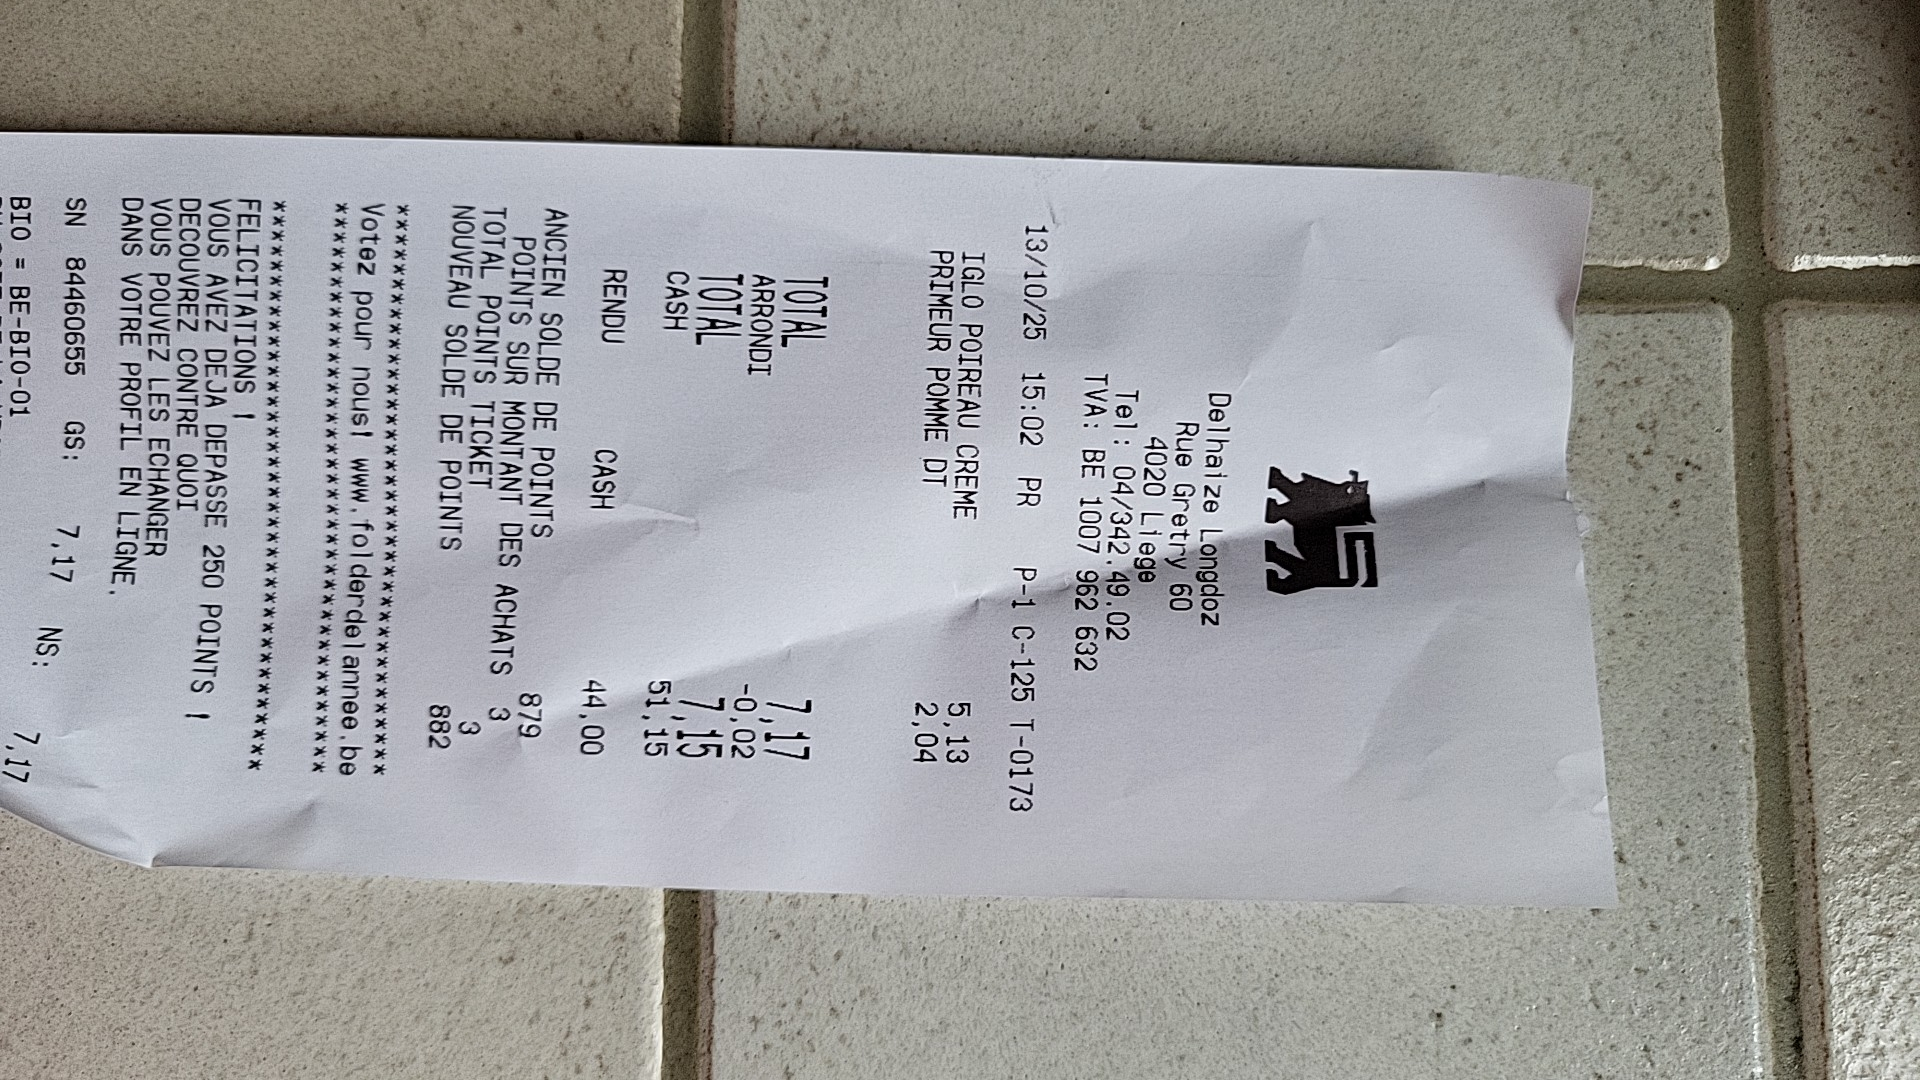 Delhaize Longdoz
Rue Gretry 60
4020 Liege
Tel: 04/342.49.02
TVA: BE 1007 962 632
13/10/25 15:02 PR P-1 C-125 T-0173
IGLO POIREAU CREME 5,13
PRIMEUR POMME DT 2,04
TOTAL 7,17
ARRONDI -0,02
TOTAL 7,15
CASH 51,15
RENDU CASH 44,00
ANCIEN SOLDE DE POINTS 879
POINTS SUR MONTANT DES ACHATS 3
TOTAL POINTS TICKET 3
NOUVEAU SOLDE DE POINTS 882
****************************************
Votez pour nous! www.folderdelannee.be
****************************************
****************************************
FELICITATIONS !
VOUS AVEZ DEJA DEPASSE 250 POINTS !
DECOUVREZ CONTRE QUOI
VOUS POUVEZ LES ECHANGER
DANS VOTRE PROFIL EN LIGNE.
SN 84460655 GS: 7,17 NS: 7,17
BIO = BE-BIO-01